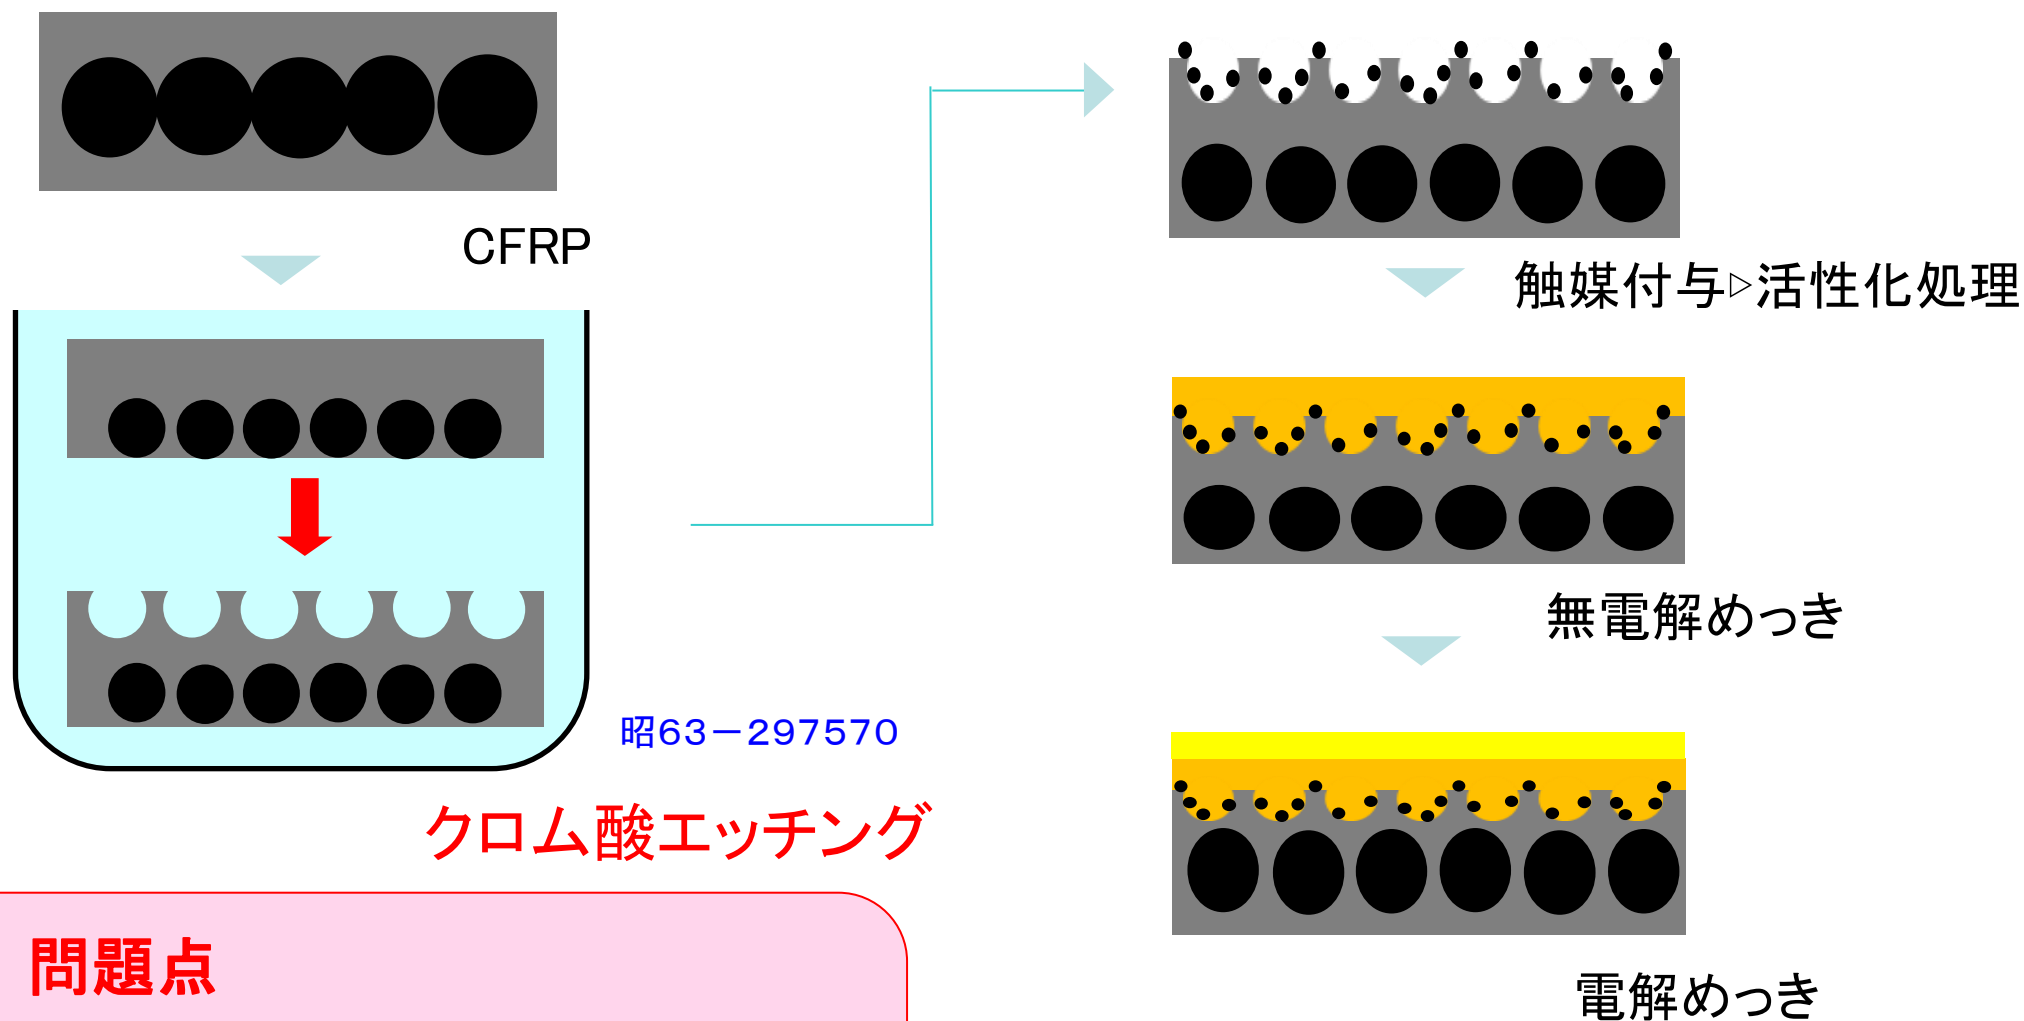 CFRP
昭63－297570
クロム酸エッチング
問題点
触媒付与▷活性化処理
無電解めっき
電解めっき